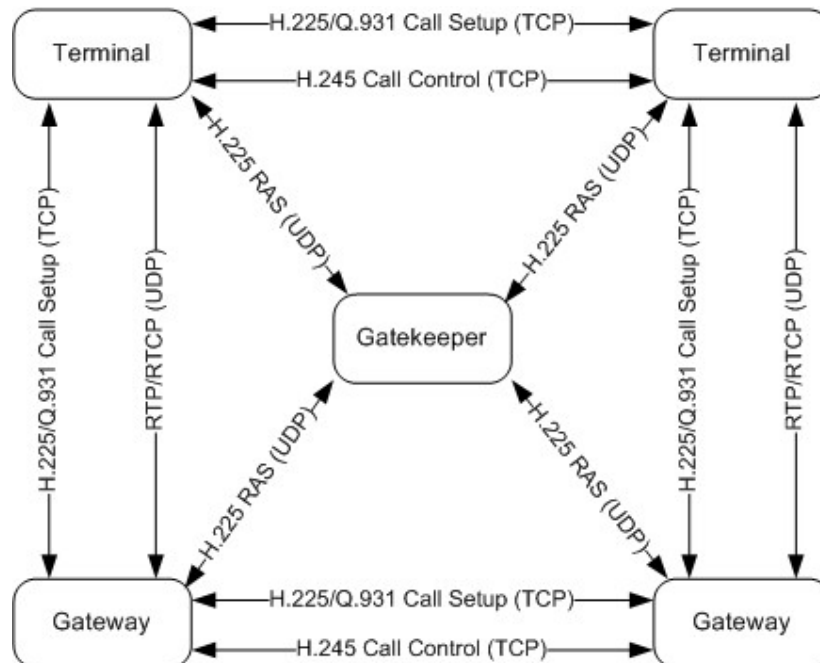 H.225/Q.931 Call Setup (TCP)
Terminal
Terminal
H.245 Call Control (TCP)
H.225 RAS (UDP)
H.225 RAS (UDP)
H.225/Q.931 Call Setup (TCP)
RTP/RTCP (UDP)
Gatekeeper
H.225/Q.931 Call Setup (TCP)
RTP/RTCP (UDP)
H.225 RAS (UDP)
H.225 RAS (UDP)
H.225/Q.931 Call Setup (TCP)
Gateway
Gateway
H.245 Call Control (TCP)